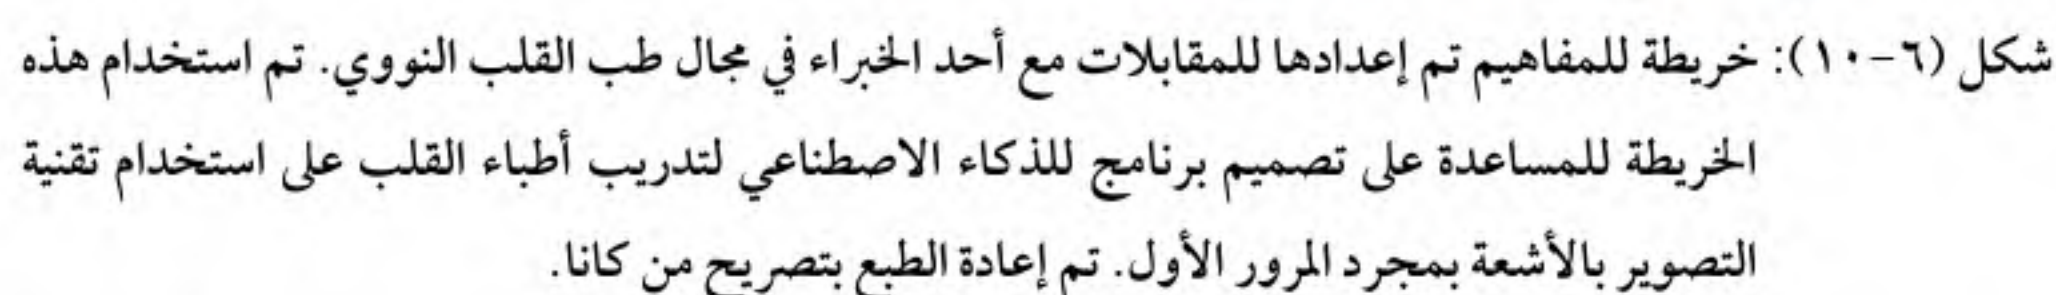 شكل (٦-١٠): خريطة للمفاهيم تم إعدادها للمقابلات مع أحد الخبراء في مجال طب القلب النووي. تم استخدام هذه
الخريطة للمساعدة على تصميم برنامج للذكاء الاصطناعي لتدريب أطباء القلب على استخدام تقنية
التصوير بالأشعة بمجرد المرور الأول. تم إعادة الطبع بتصريح من كانا.